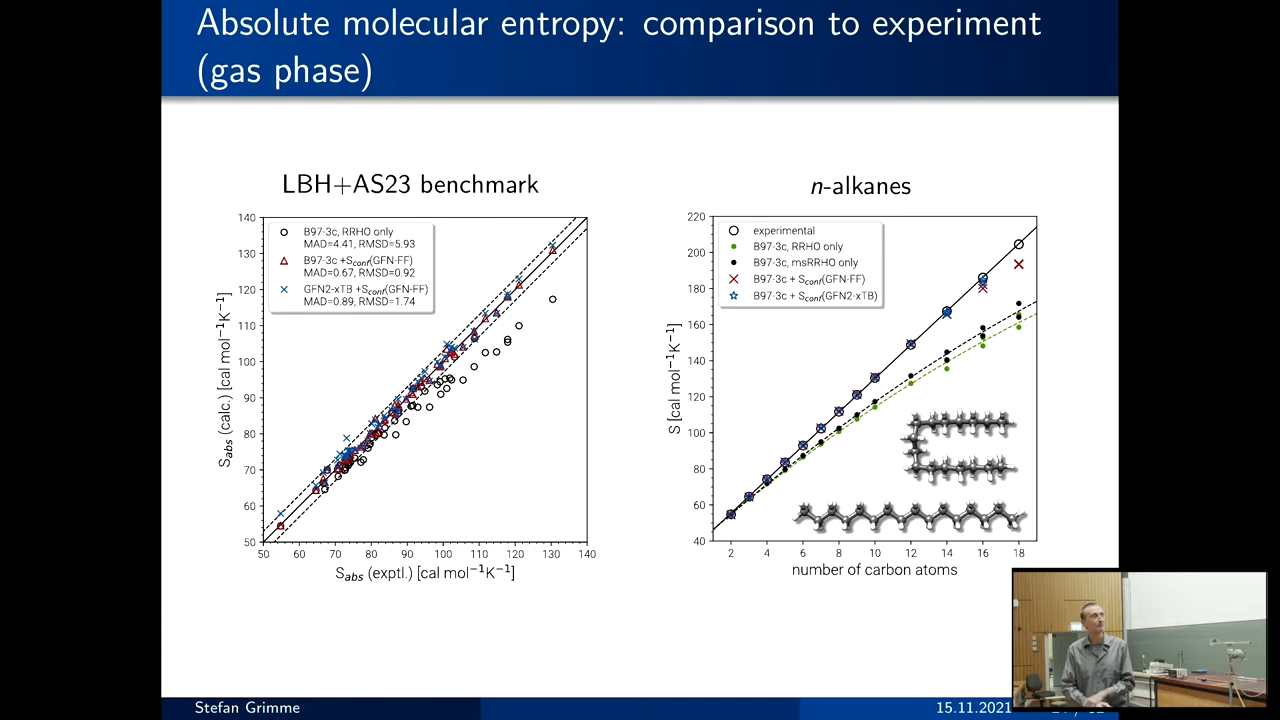 Absolute molecular entropy: comparison to experiment
(gas phase)
LBH+AS23 benchmark
B97-3c, RRHO only
MAD=4.41, RMSD=5.93
B97-3c +Sconf(GFN-FF)
MAD=0.67, RMSD=0.92
GFN2-xTB +Sconf(GFN-FF)
MAD=0.89, RMSD=1.74
140
130
120
110
100
90
80
70
60
50
Sabs (calc.) [cal mol⁻¹K⁻¹]
50 60 70 80 90 100 110 120 130 140
Sabs (exptl.) [cal mol⁻¹K⁻¹]
n-alkanes
experimental
B97-3c, RRHO only
B97-3c, msRRHO only
B97-3c + Sconf(GFN-FF)
B97-3c + Sconf(GFN2-xTB)
220
200
180
160
140
120
100
80
60
40
S [cal mol⁻¹K⁻¹]
2 4 6 8 10 12 14 16 18
number of carbon atoms
Stefan Grimme
15.11.2021